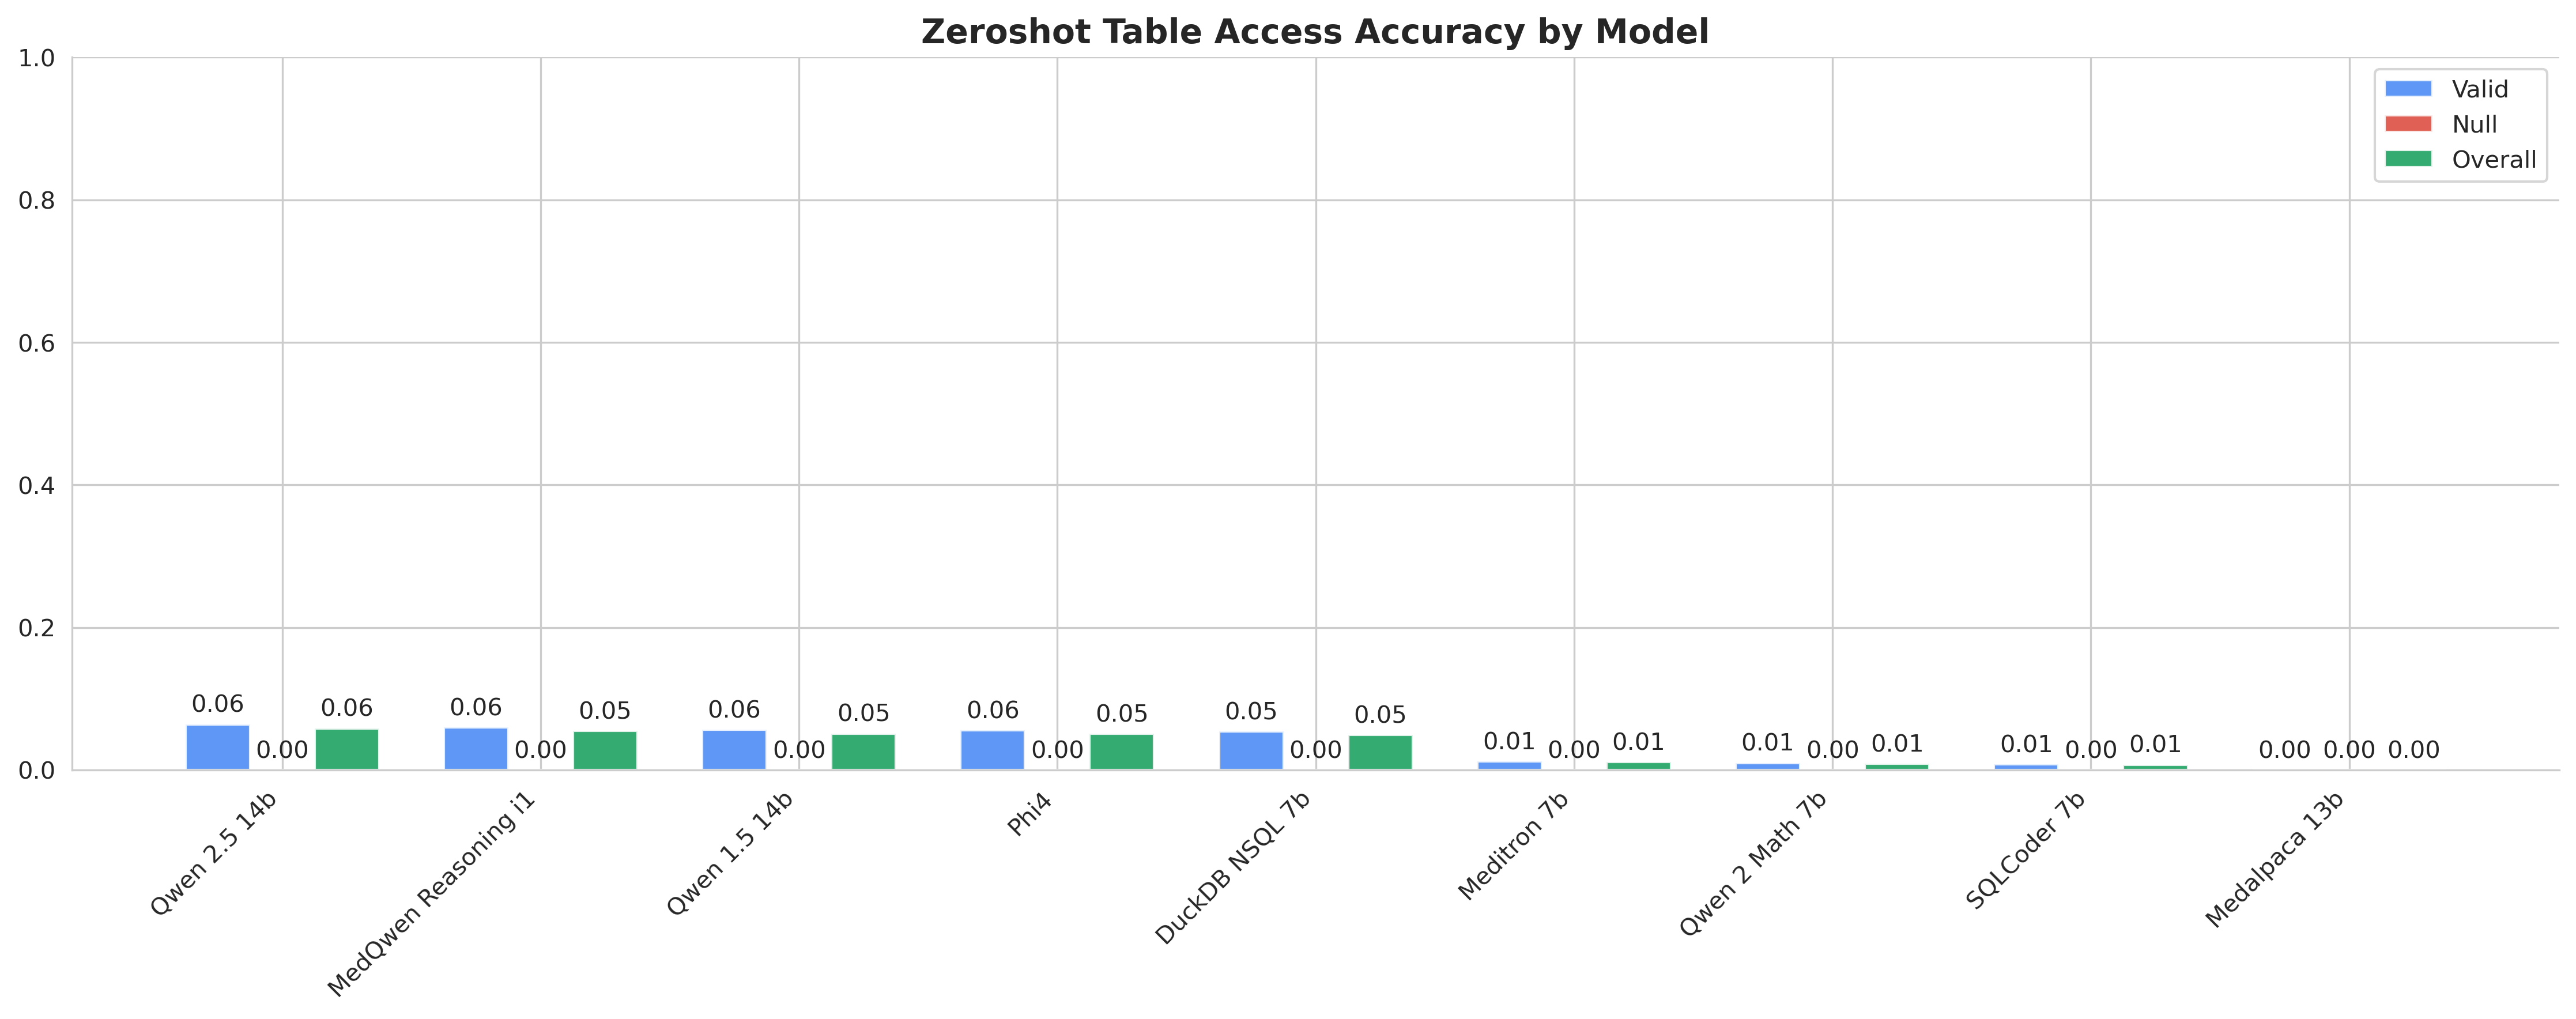 Zeroshot Table Access Accuracy by Model
1.0
0.8
0.6
0.4
0.2
0.0
Valid
Null
Overall
0.06 0.00 0.06
0.06 0.00 0.05
0.06 0.00 0.05
0.06 0.00 0.05
0.05 0.00 0.05
0.01 0.00 0.01
0.01 0.00 0.01
0.01 0.00 0.01
0.00 0.00 0.00
Qwen 2.5 14b
MedQwen Reasoning i1
Qwen 1.5 14b
Phi4
DuckDB NSQL 7b
Meditron 7b
Qwen 2 Math 7b
SQLCoder 7b
Medalpaca 13b